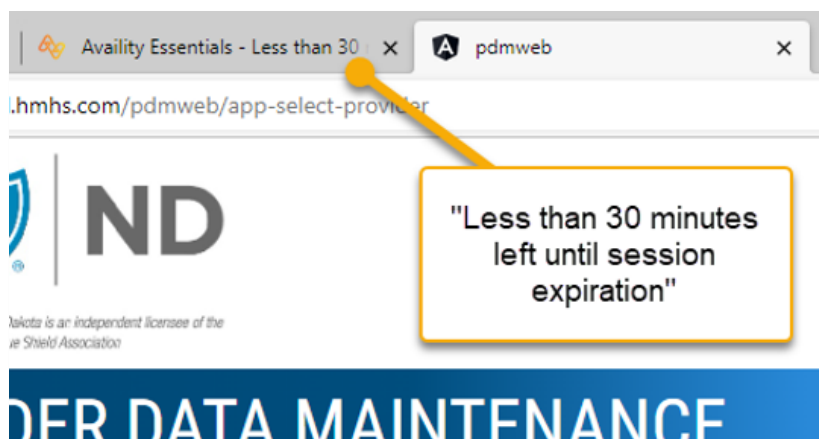 Availity Essentials - Less than 30
pdmweb
.hmhs.com/pdmweb/app-select-provider
ND
®
Dakota is an independent licensee of the
ue Shield Association
"Less than 30 minutes
left until session
expiration"
DER DATA MAINTENANCE